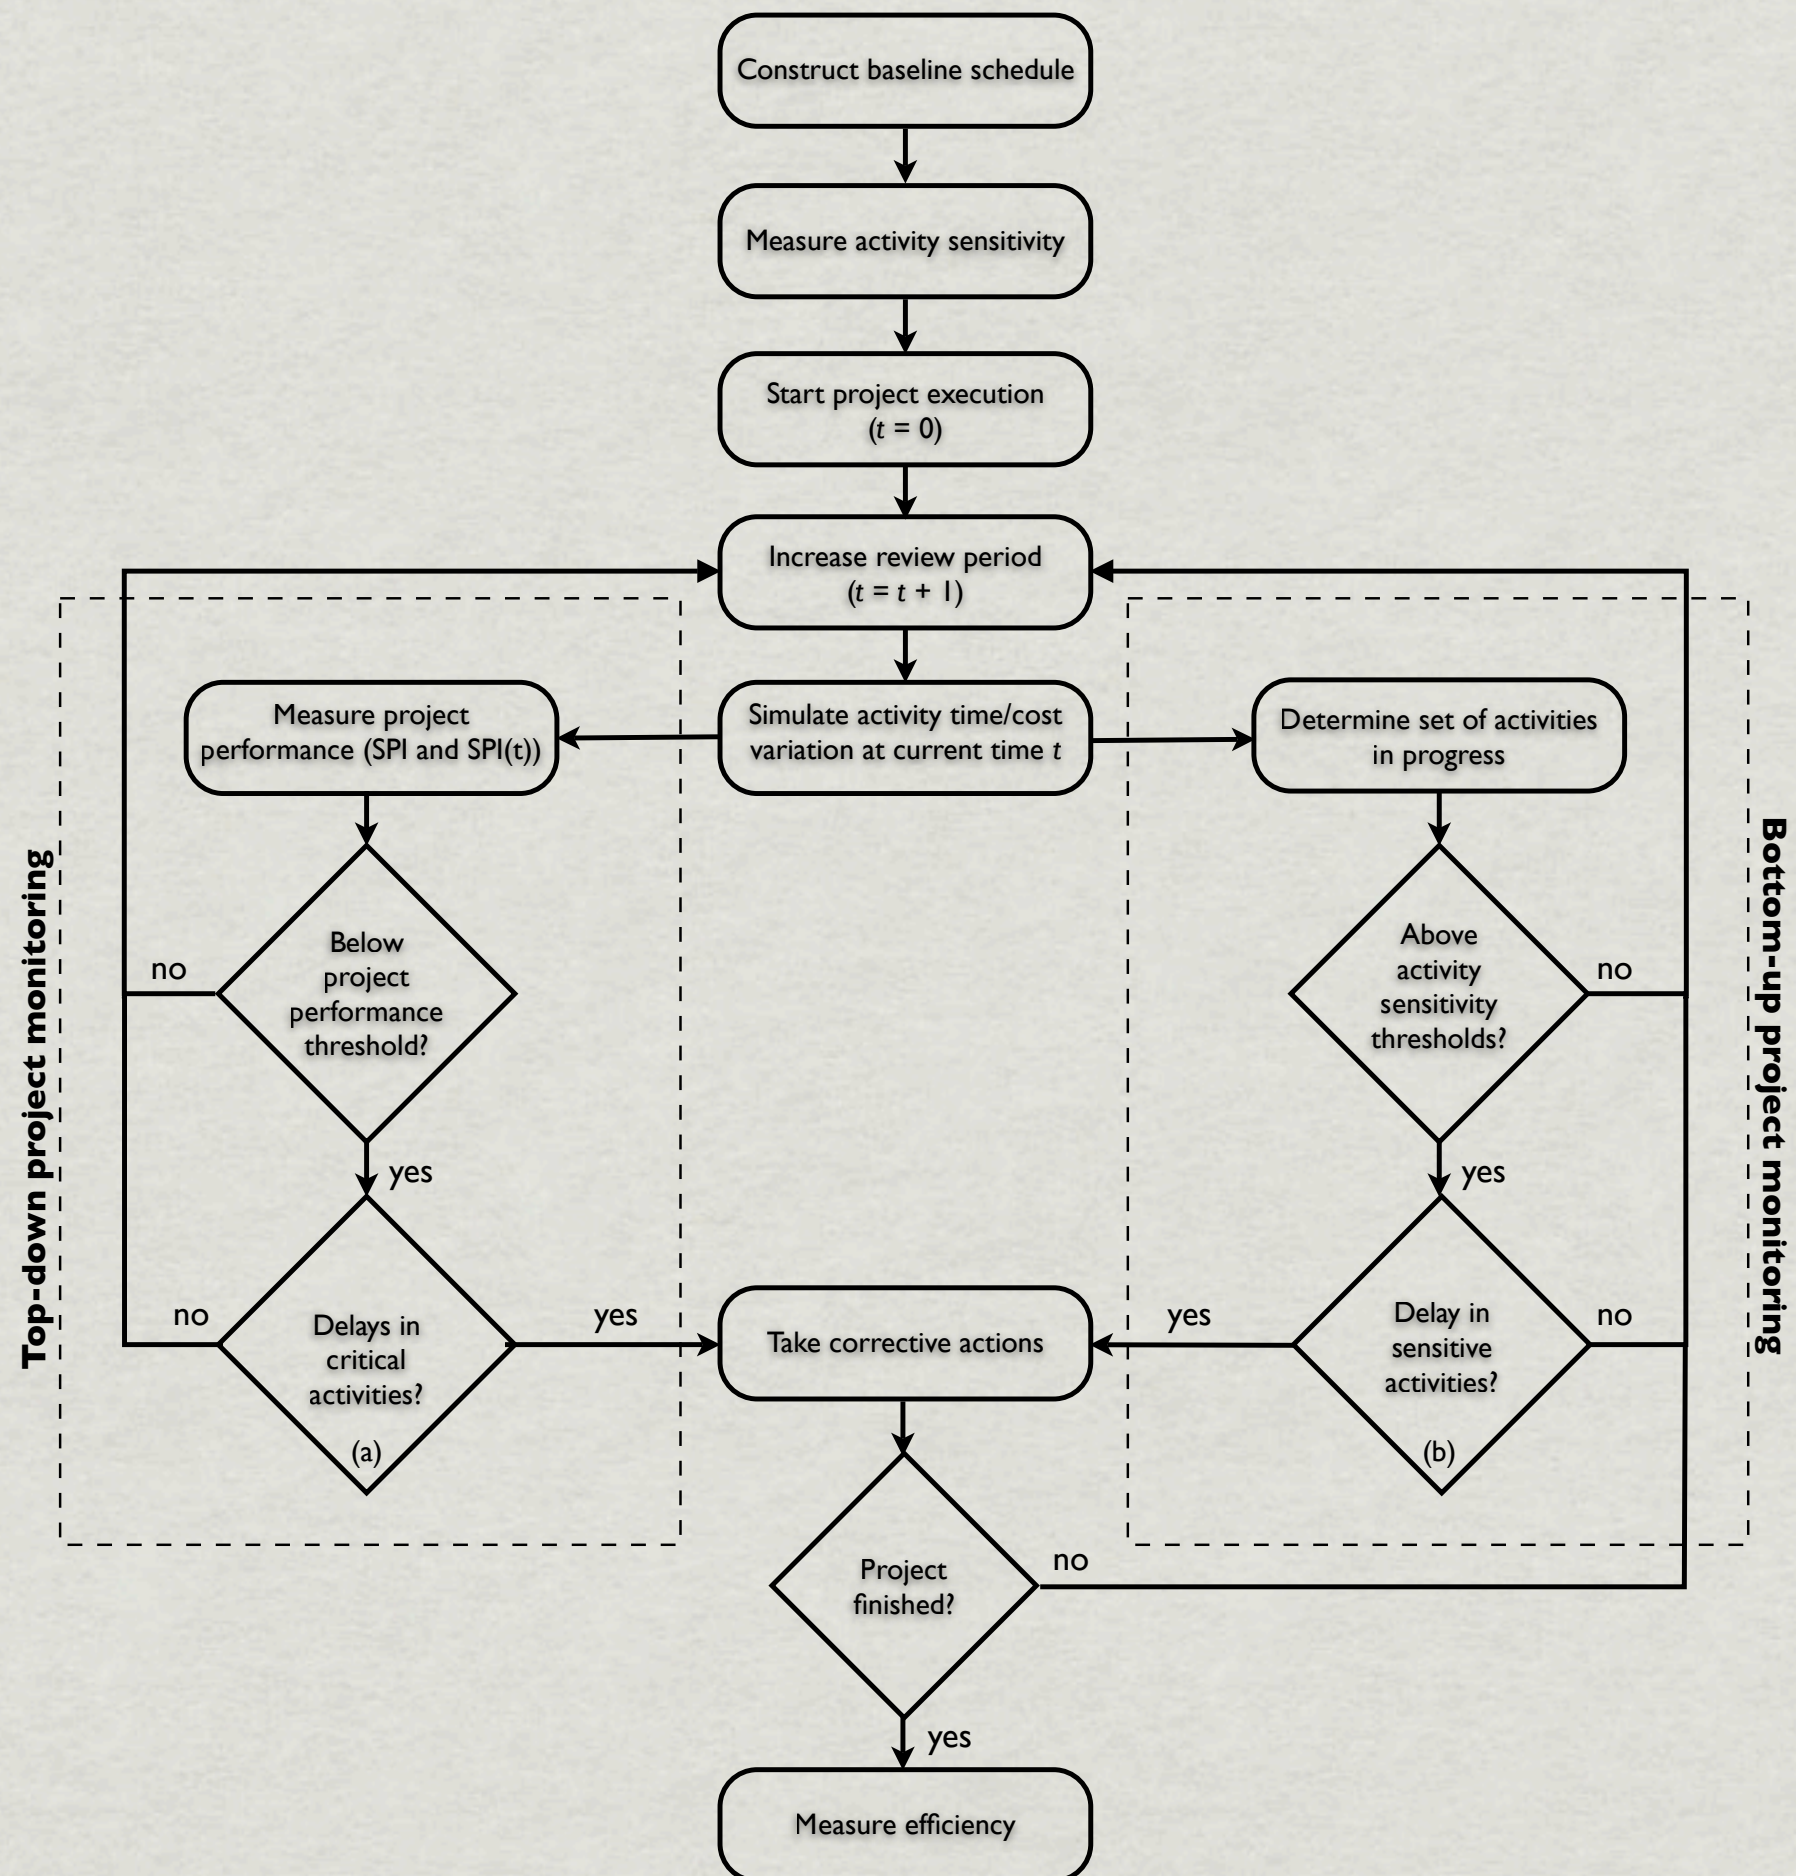 Construct baseline schedule
Measure activity sensitivity
Start project execution
(t = 0)
Increase review period
(t = t + 1)
Simulate activity time/cost
variation at current time t
Top-down project monitoring
Measure project
performance (SPI and SPI(t))
Below
project
performance
threshold?
no
yes
Delays in
critical
activities?
(a)
no
yes
Bottom-up project monitoring
Determine set of activities
in progress
Above
activity
sensitivity
thresholds?
no
yes
Delay in
sensitive
activities?
(b)
no
yes
Take corrective actions
Project
finished?
no
yes
Measure efficiency